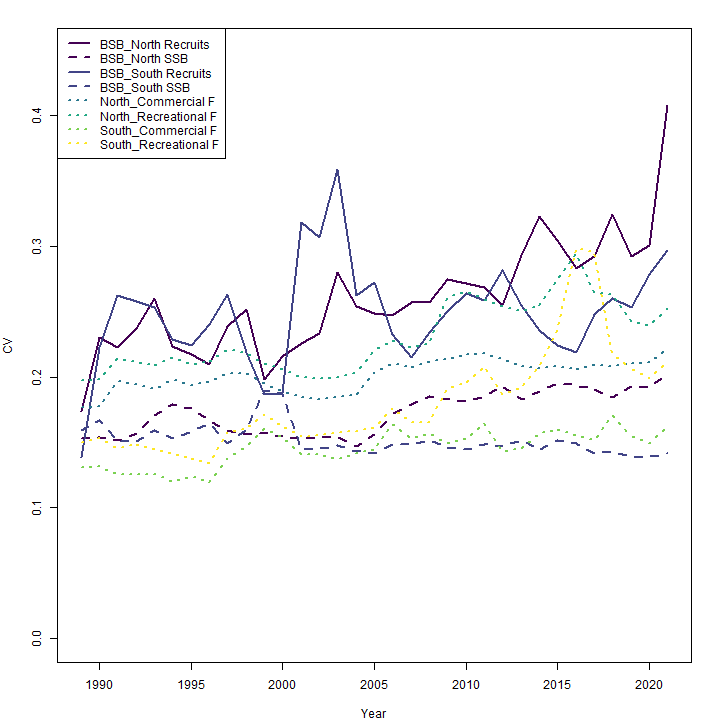 BSB_North Recruits
BSB_North SSB
BSB_South Recruits
BSB_South SSB
North_Commercial F
North_Recreational F
South_Commercial F
South_Recreational F
0.4
0.3
0.2
0.1
0.0
CV
1990 1995 2000 2005 2010 2015 2020
Year